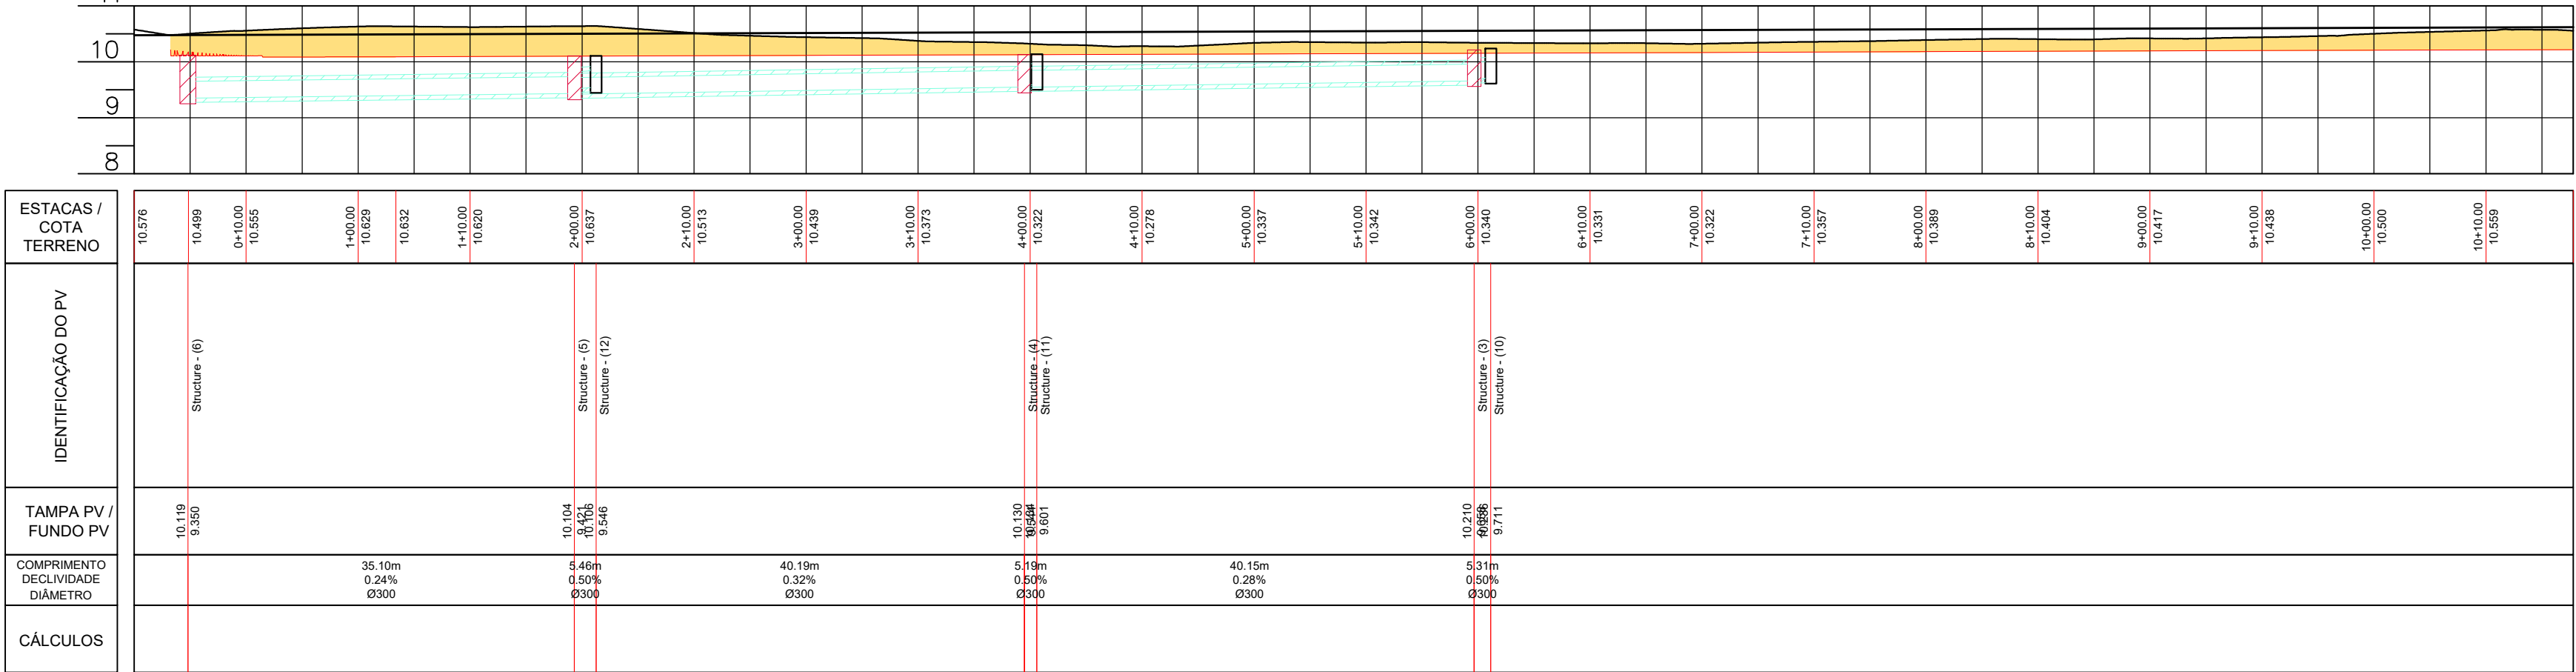 10
9
8
ESTACAS /
COTA
TERRENO
10.576
10.499
0+10.00
10.555
1+00.00
10.629
10.632
1+10.00
10.620
2+00.00
10.637
2+10.00
10.513
3+00.00
10.439
3+10.00
10.373
4+00.00
10.322
4+10.00
10.278
5+00.00
10.337
5+10.00
10.342
6+00.00
10.340
6+10.00
10.331
7+00.00
10.322
7+10.00
10.357
8+00.00
10.389
8+10.00
10.404
9+00.00
10.417
9+10.00
10.438
10+00.00
10.500
10+10.00
10.559
IDENTIFICAÇÃO DO PV
Structure - (6)
Structure - (5)
Structure - (12)
Structure - (4)
Structure - (11)
Structure - (3)
Structure - (10)
TAMPA PV /
FUNDO PV
10.119
9.350
10.104
9.421
10.106
9.546
10.130
9.601
10.210
9.711
COMPRIMENTO
DECLIVIDADE
DIÂMETRO
35.10m
0.24%
Ø300
5.46m
0.50%
Ø300
40.19m
0.32%
Ø300
5.19m
0.50%
Ø300
40.15m
0.28%
Ø300
5.31m
0.50%
Ø300
CÁLCULOS